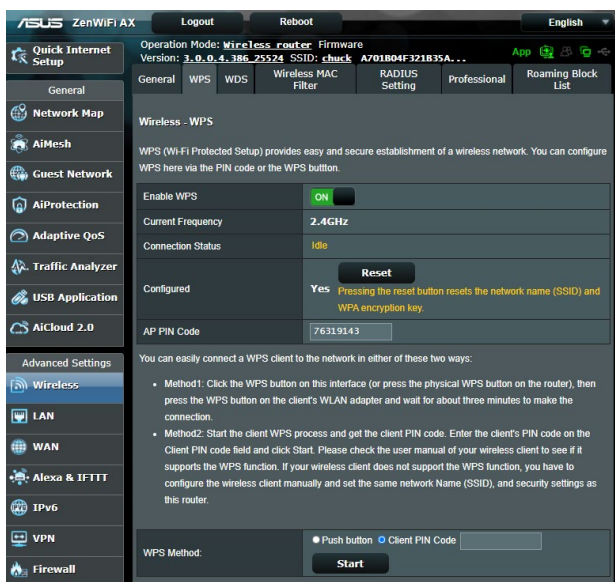 ASUS ZenWiFi AX Logout Reboot English
Quick Internet Setup
Operation Mode: Wireless router Firmware
Version: 3.0.0.4.386_25524 SSID: chuck A701B04F321B35A... App
General WPS WDS Wireless MAC Filter RADIUS Setting Professional Roaming Block List
General
Network Map
AiMesh
Guest Network
AiProtection
Adaptive QoS
Traffic Analyzer
USB Application
AiCloud 2.0
Advanced Settings
Wireless
LAN
WAN
Alexa & IFTTT
IPv6
VPN
Firewall
Wireless - WPS
WPS (Wi-Fi Protected Setup) provides easy and secure establishment of a wireless network. You can configure
WPS here via the PIN code or the WPS buttton.
Enable WPS ON
Current Frequency 2.4GHz
Connection Status Idle
Configured Yes Reset
Pressing the reset button resets the network name (SSID) and
WPA encryption key.
AP PIN Code 76319143
You can easily connect a WPS client to the network in either of these two ways:
• Method1: Click the WPS button on this interface (or press the physical WPS button on the router), then
press the WPS button on the client's WLAN adapter and wait for about three minutes to make the
connection.
• Method2: Start the client WPS process and get the client PIN code. Enter the client's PIN code on the
Client PIN code field and click Start. Please check the user manual of your wireless client to see if it
supports the WPS function. If your wireless client does not support the WPS function, you have to
configure the wireless client manually and set the same network Name (SSID), and security settings as
this router.
WPS Method: Push button Client PIN Code
Start